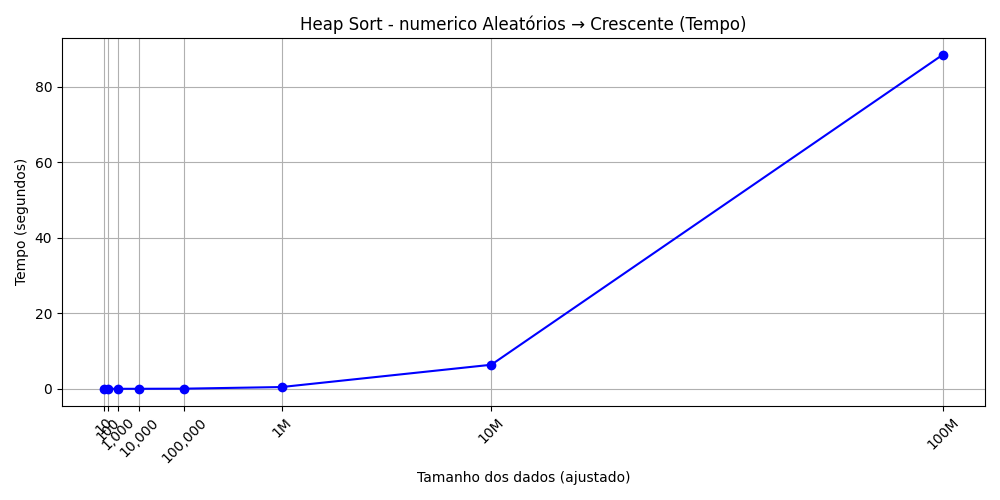 Heap Sort - numerico Aleatórios → Crescente (Tempo)
Tempo (segundos)
80
60
40
20
0
10
100
1,000
10,000
100,000
1M
10M
100M
Tamanho dos dados (ajustado)